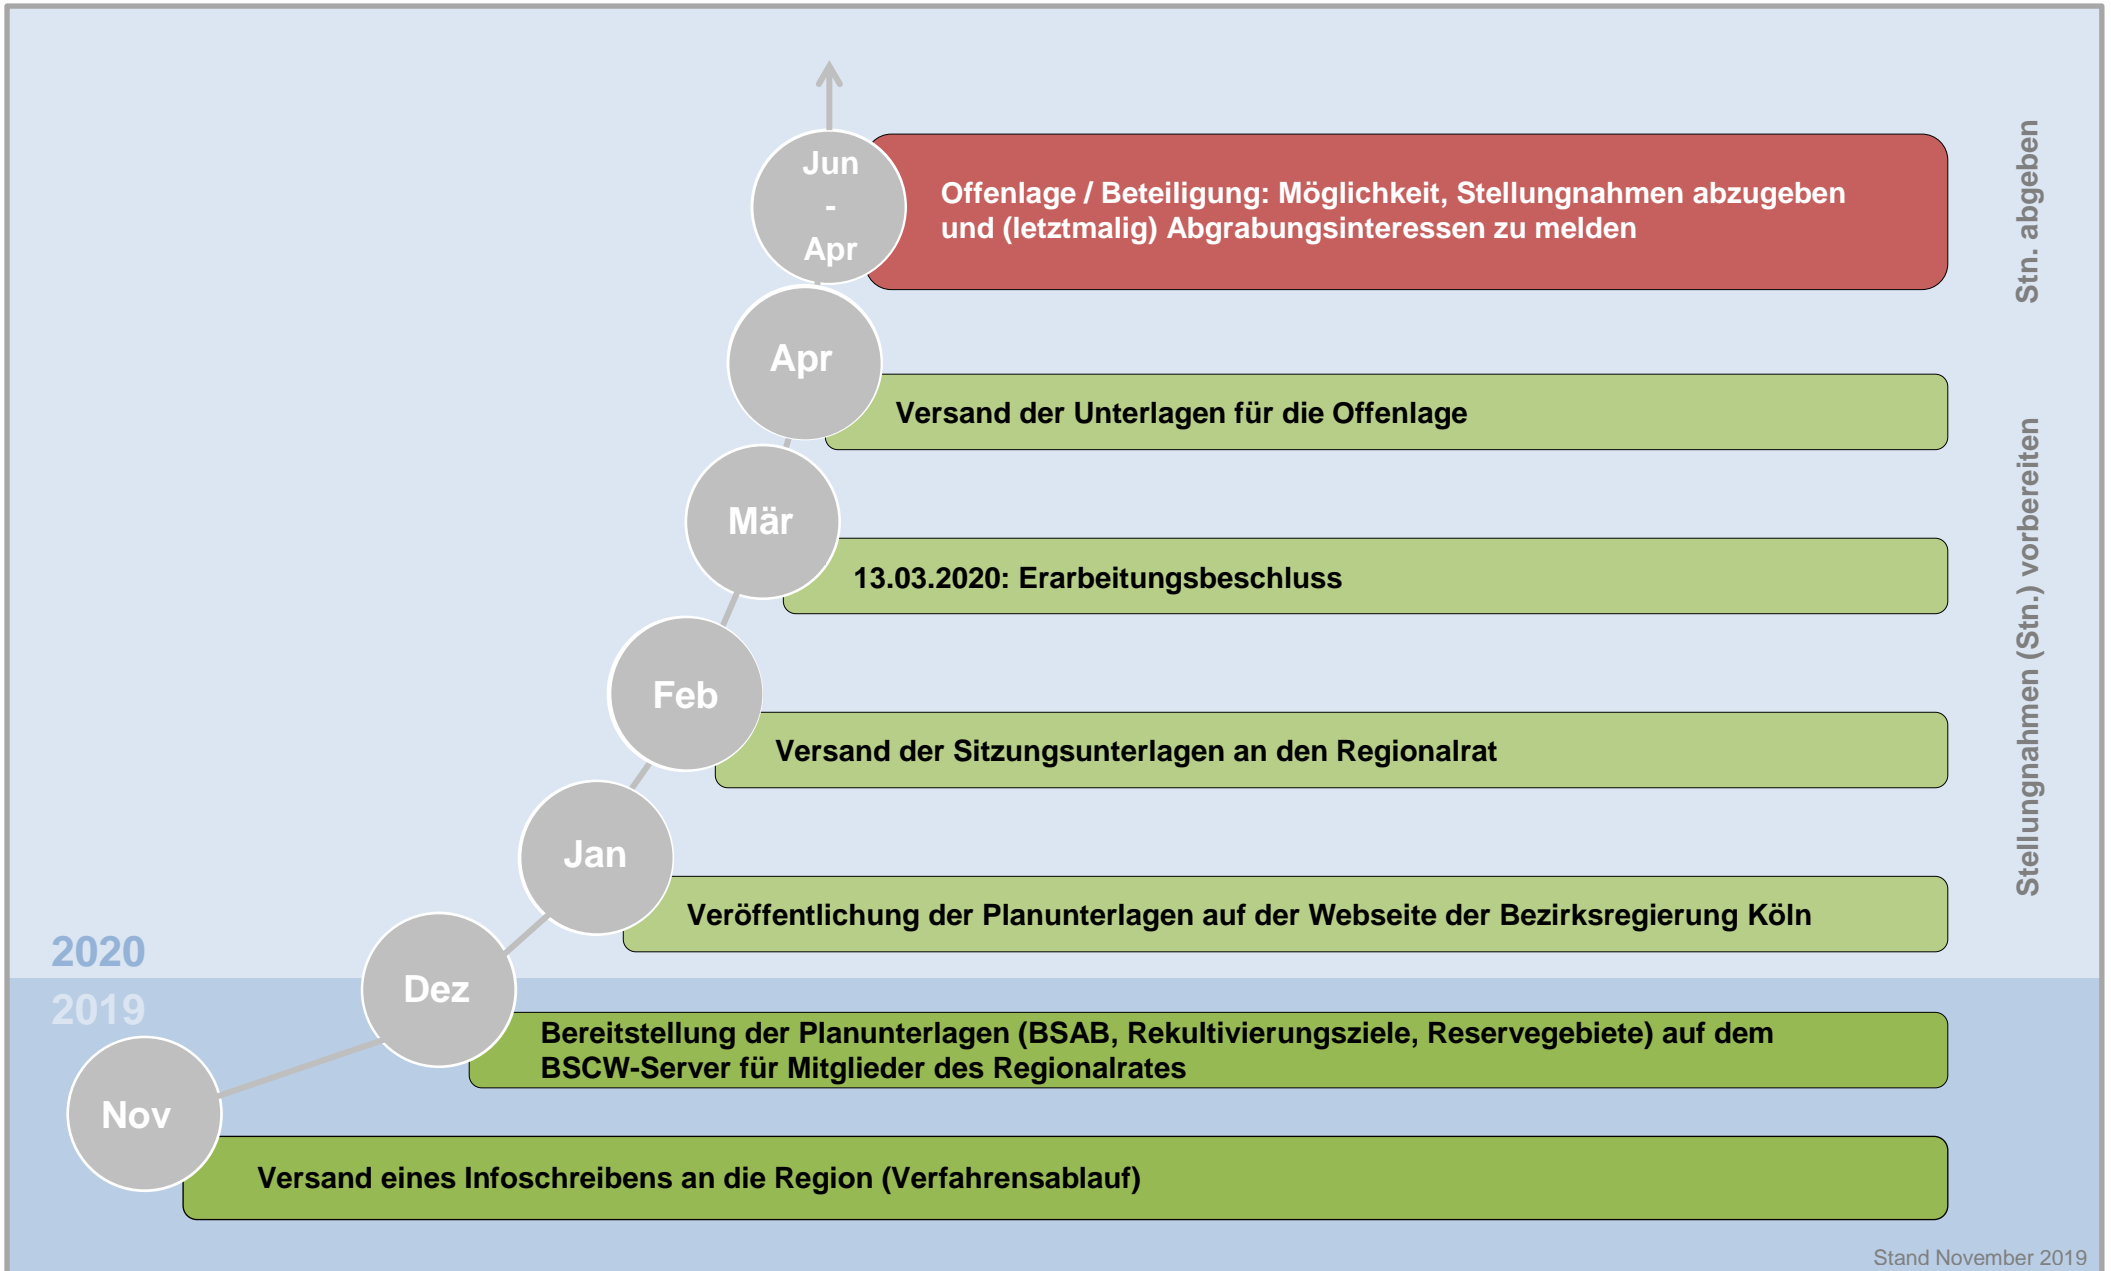 Jun
-
Apr
Offenlage / Beteiligung: Möglichkeit, Stellungnahmen abzugeben
und (letztmalig) Abgrabungsinteressen zu melden
Stn. abgeben
Apr
Versand der Unterlagen für die Offenlage
Mär
13.03.2020: Erarbeitungsbeschluss
Stellungnahmen (Stn.) vorbereiten
Feb
Versand der Sitzungsunterlagen an den Regionalrat
Jan
Veröffentlichung der Planunterlagen auf der Webseite der Bezirksregierung Köln
2020
2019
Dez
Bereitstellung der Planunterlagen (BSAB, Rekultivierungsziele, Reservegebiete) auf dem
BSCW-Server für Mitglieder des Regionalrates
Nov
Versand eines Infoschreibens an die Region (Verfahrensablauf)
Stand November 2019